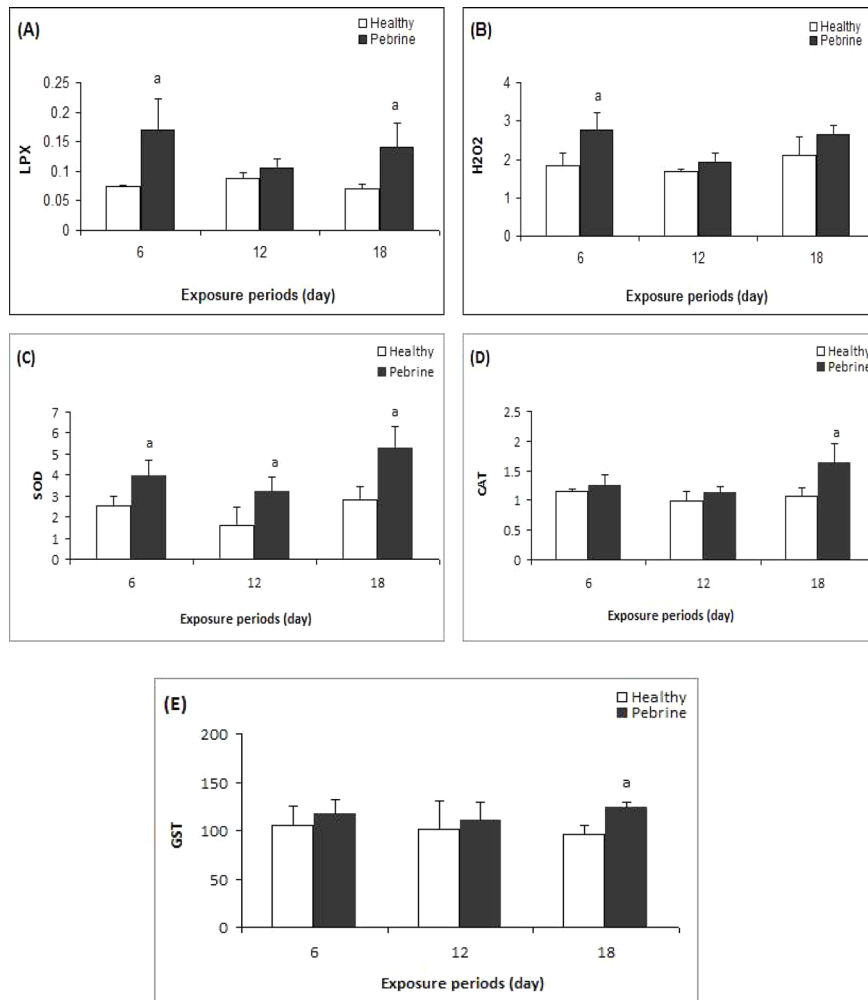 (A)
Healthy
Pebrine
a
a
0.25
0.2
0.15
0.1
0.05
0
LPX
6 12 18
Exposure periods (day)
(B)
Healthy
Pebrine
a
4
3
2
1
0
H2O2
6 12 18
Exposure periods (day)
(C)
Healthy
Pebrine
a
a
a
7
6
5
4
3
2
1
0
SOD
6 12 18
Exposure periods (day)
(D)
Healthy
Pebrine
a
2.5
2
1.5
1
0.5
0
CAT
6 12 18
Exposure periods (day)
(E)
Healthy
Pebrine
a
200
150
100
50
0
GST
6 12 18
Exposure periods (day)